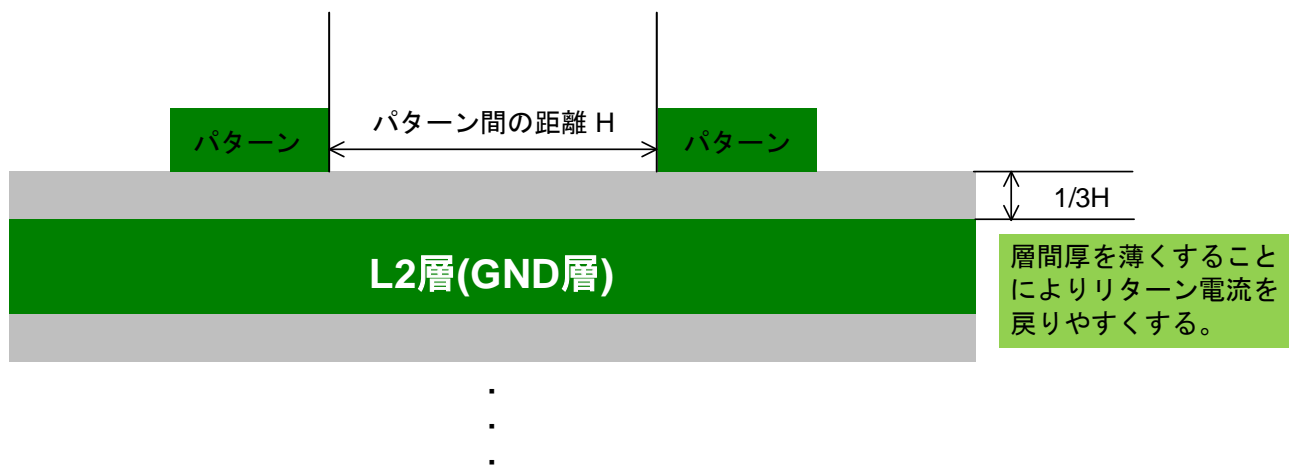 パターン間の距離 H
パターン
パターン
1/3H
L2層(GND層)
層間厚を薄くすること
によりリターン電流を
戻りやすくする。